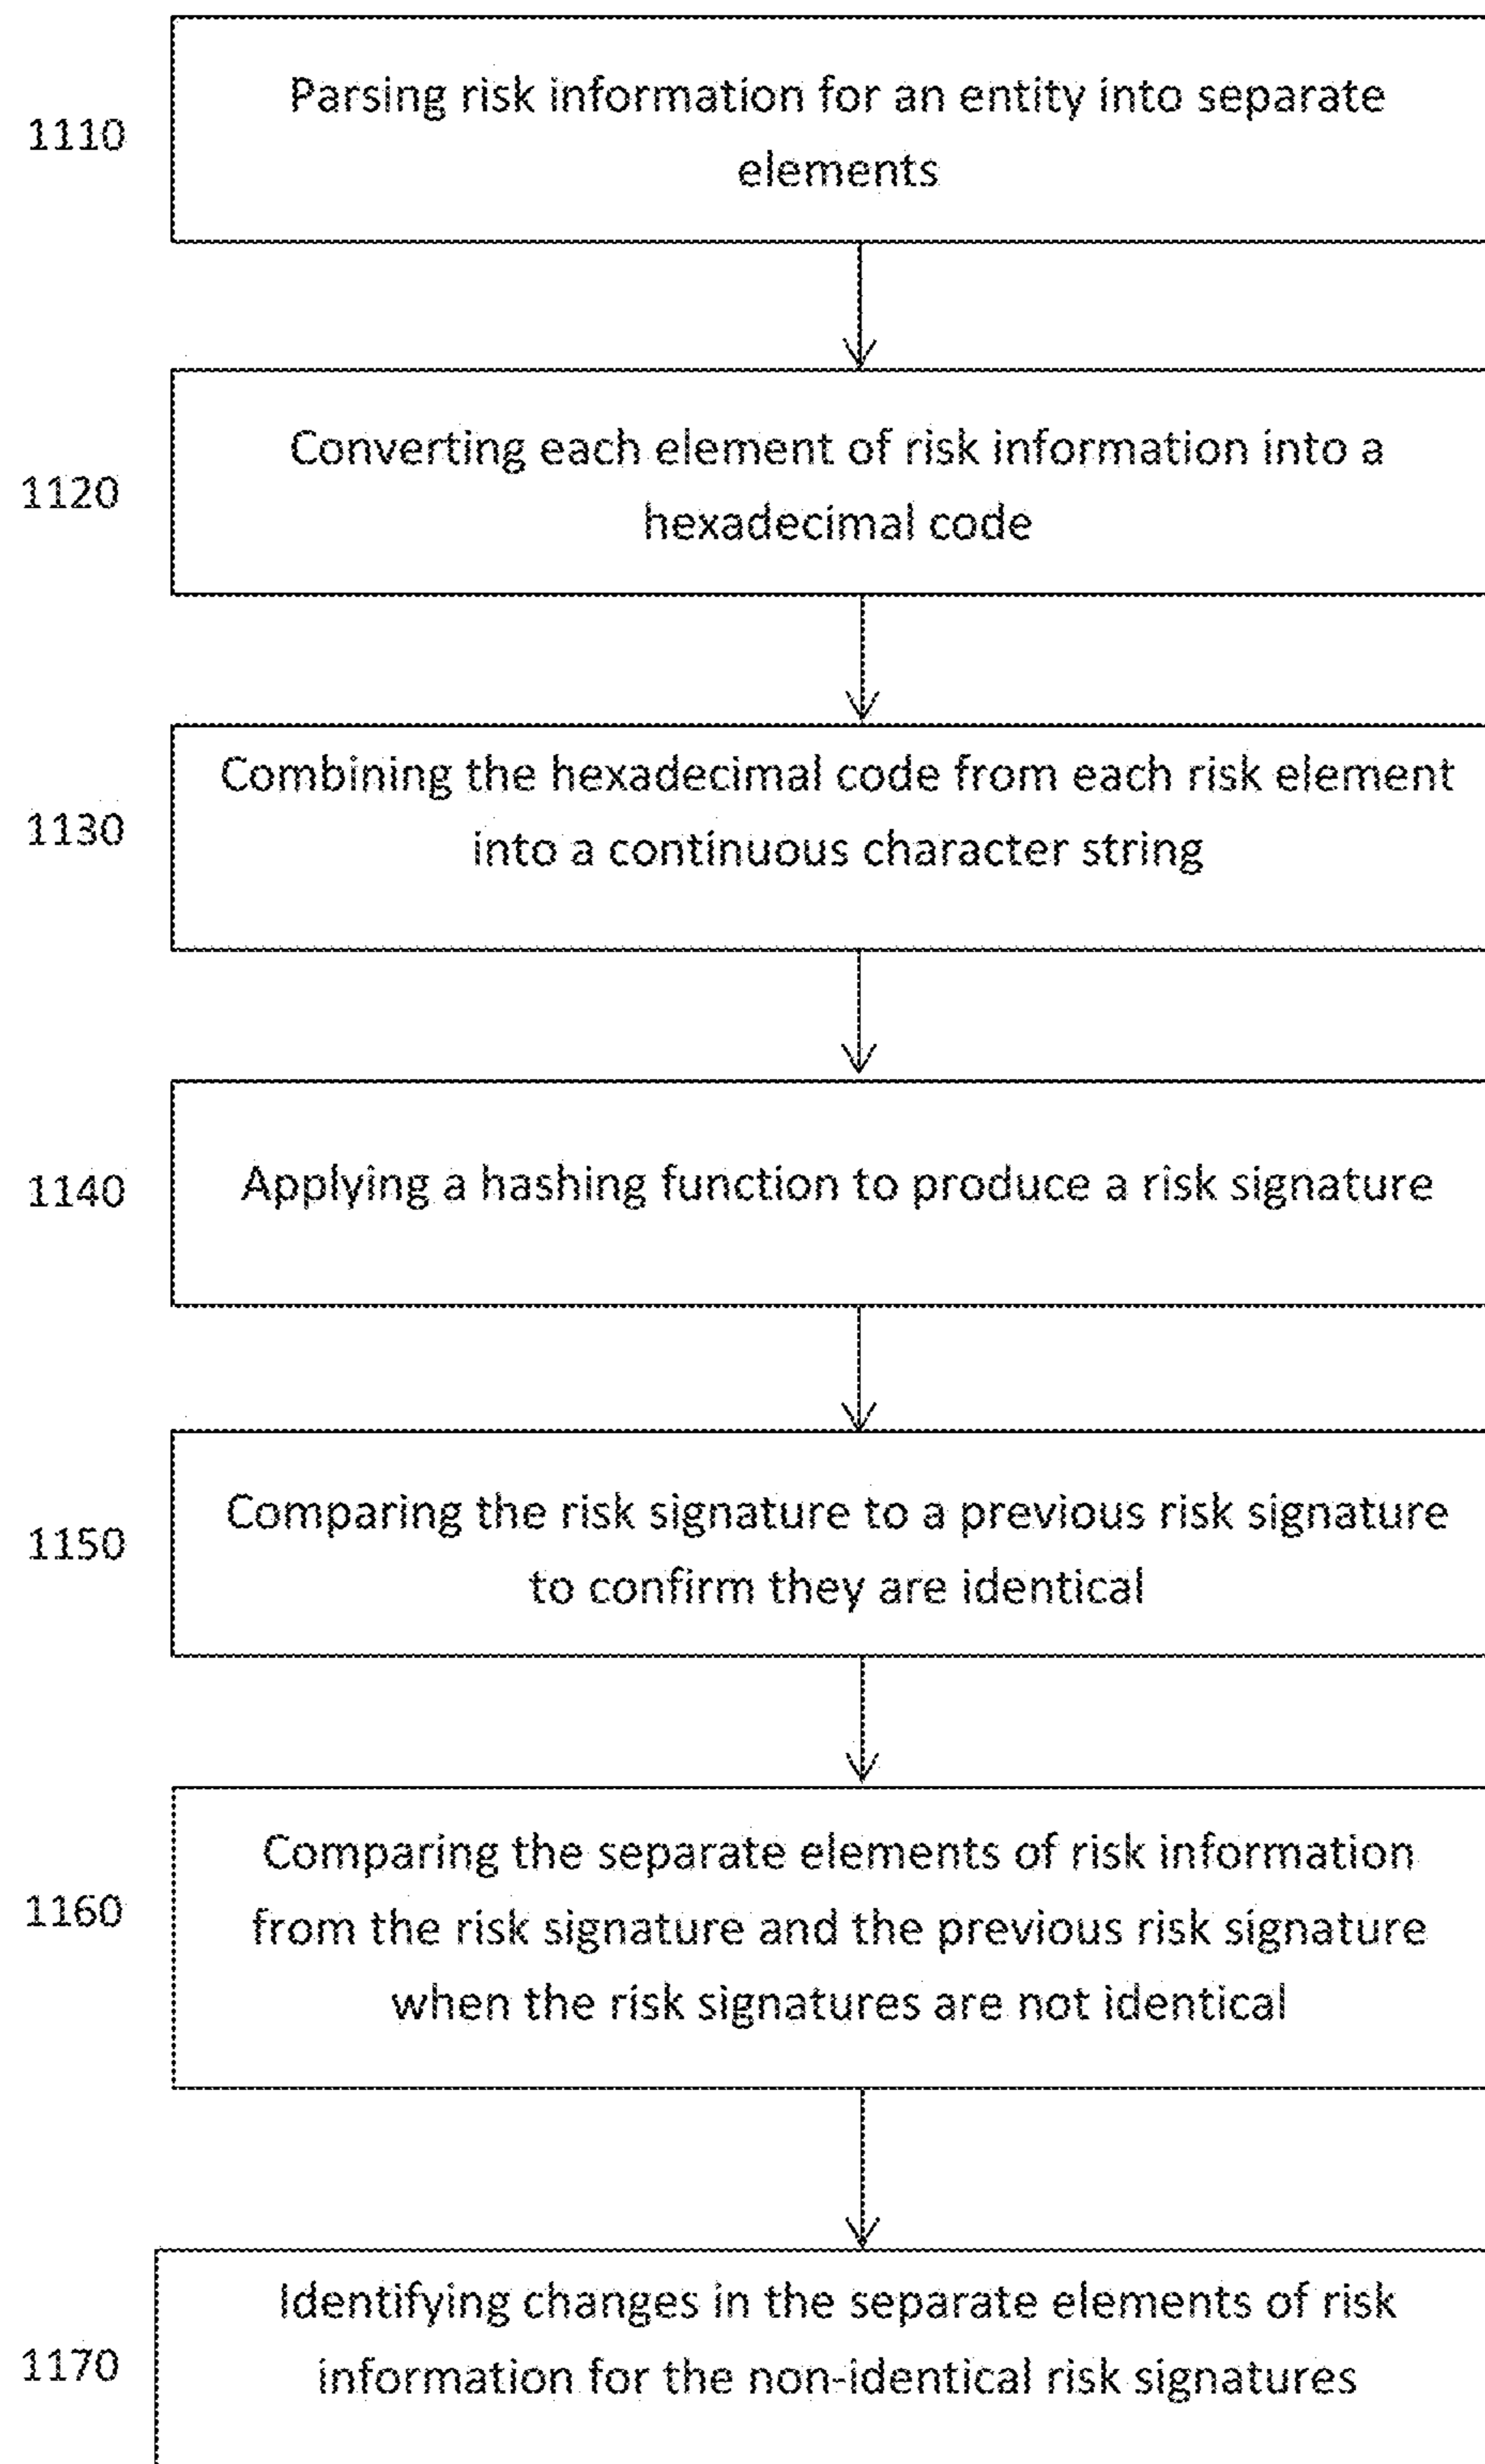 1110
Parsing risk information for an entity into separate
elements
1120
Converting each element of risk information into a
hexadecimal code
1130
Combining the hexadecimal code from each risk element
into a continuous character string
1140
Applying a hashing function to produce a risk signature
1150
Comparing the risk signature to a previous risk signature
to confirm they are identical
1160
Comparing the separate elements of risk information
from the risk signature and the previous risk signature
when the risk signatures are not identical
1170
Identifying changes in the separate elements of risk
information for the non-identical risk signatures